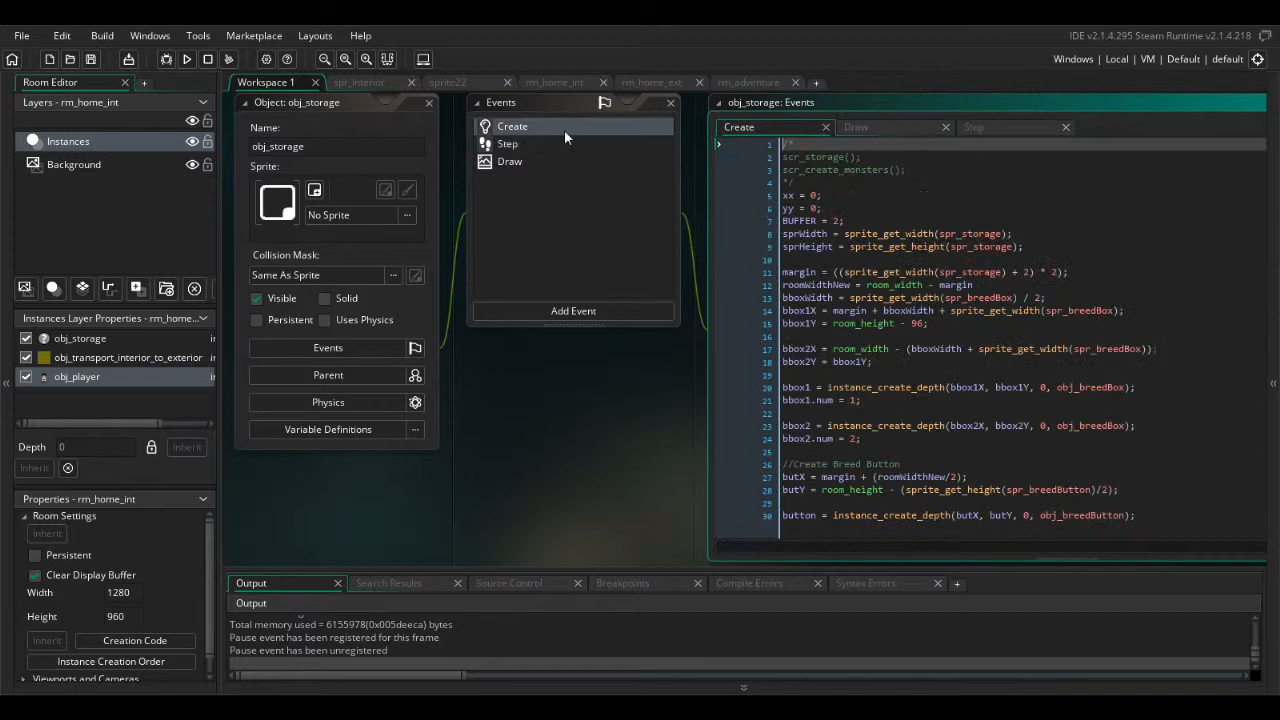 File Edit Build Windows Tools Marketplace Layouts Help
IDE v2.1.4.295 Steam Runtime v2.1.4.218
Windows | Local | VM | Default | default
Room Editor
Layers - rm_home_int
Instances
Background
Instances Layer Properties - rm_home...
obj_storage
obj_transport_interior_to_exterior
obj_player
Depth 0
Inherit
Inherit
Properties - rm_home_int
Room Settings
Inherit
Persistent
Clear Display Buffer
Width 1280
Height 960
Inherit
Creation Code
Instance Creation Order
Viewports and Cameras
Workspace 1
spr_Interior
sprite22
rm_home_int
rm_home_ext
rm_adventure
Object: obj_storage
Name:
obj_storage
Sprite:
No Sprite
...
Collision Mask:
Same As Sprite
...
Visible
Solid
Persistent
Uses Physics
Events
Parent
Physics
Variable Definitions
...
Events
Create
Step
Draw
Add Event
obj_storage: Events
Create
Draw
Step
1 /*
2 scr_storage();
3 scr_create_monsters();
4 */
5 xx = 0;
6 yy = 0;
7 BUFFER = 2;
8 sprWidth = sprite_get_width(spr_storage);
9 sprHeight = sprite_get_height(spr_storage);
10
11 margin = ((sprite_get_width(spr_storage) + 2) * 2);
12 roomWidthNew = room_width - margin
13 bboxWidth = sprite_get_width(spr_breedBox) / 2;
14 bbox1X = margin + bboxWidth + sprite_get_width(spr_breedBox);
15 bbox1Y = room_height - 96;
16
17 bbox2X = room_width - (bboxWidth + sprite_get_width(spr_breedBox));
18 bbox2Y = bbox1Y;
19
20 bbox1 = instance_create_depth(bbox1X, bbox1Y, 0, obj_breedBox);
21 bbox1.num = 1;
22
23 bbox2 = instance_create_depth(bbox2X, bbox2Y, 0, obj_breedBox);
24 bbox2.num = 2;
25
26 //Create Breed Button
27 butX = margin + (roomWidthNew/2);
28 butY = room_height - (sprite_get_height(spr_breedButton)/2);
29
30 button = instance_create_depth(butX, butY, 0, obj_breedButton);
Output
Search Results
Source Control
Breakpoints
Compile Errors
Syntax Errors
Output
Total memory used = 6155978(0x005deeca) bytes
Pause event has been registered for this frame
Pause event has been unregistered